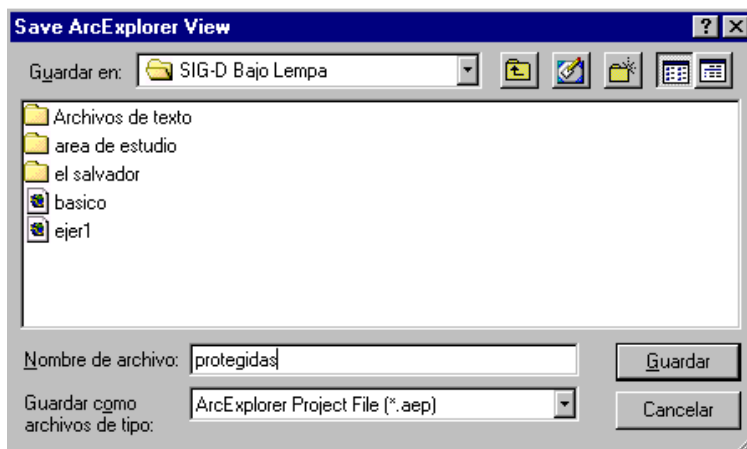 Save ArcExplorer View
Guardar en: SIG-D Bajo Lempa
Archivos de texto
area de estudio
el salvador
basico
ejer1
Nombre de archivo: protegidas
Guardar
Guardar como archivos de tipo: ArcExplorer Project File (*.aep)
Cancelar